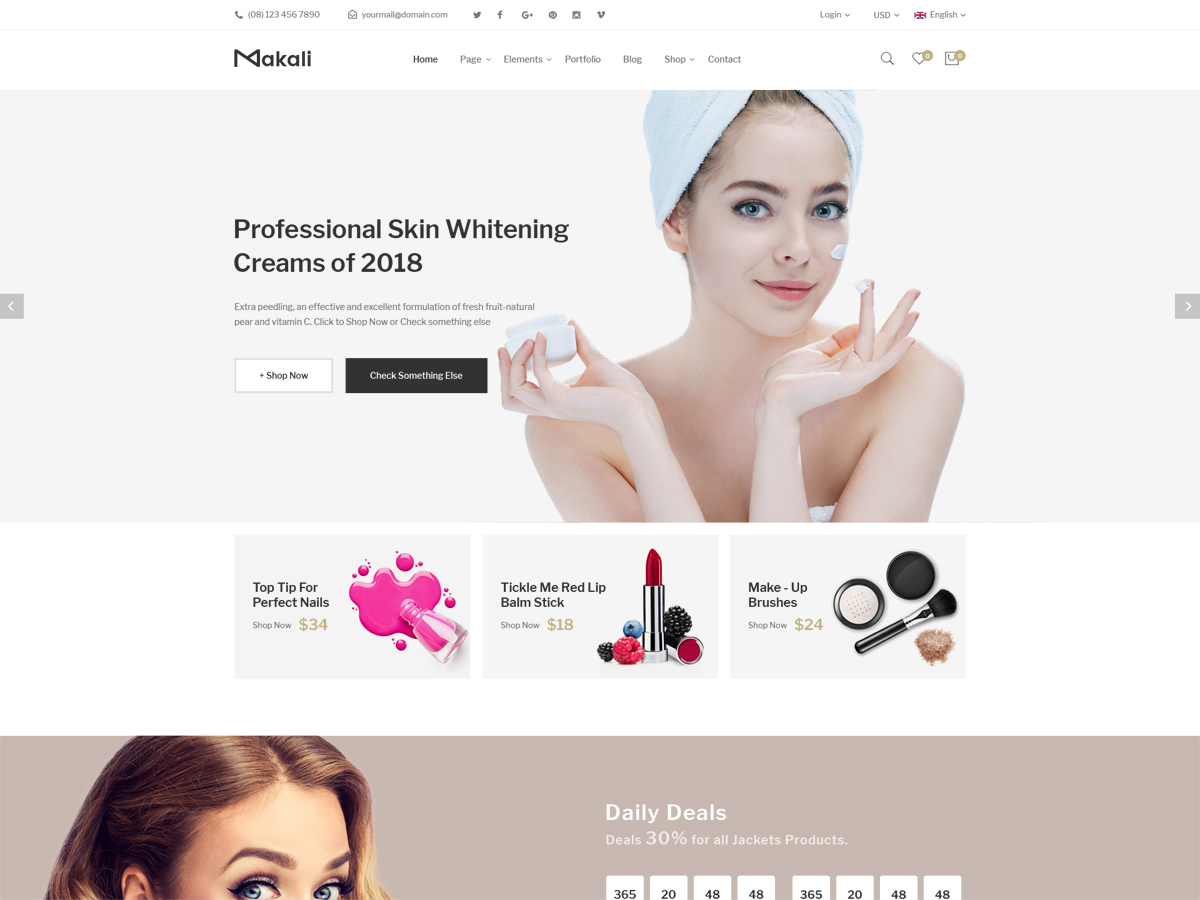 (08) 123 456 7890
yourmail@domain.com
Login
USD
English
Makali
Home
Page
Elements
Portfolio
Blog
Shop
Contact
0
0
Professional Skin Whitening
Creams of 2018
Extra peedling, an effective and excellent formulation of fresh fruit-natural
pear and vitamin C. Click to Shop Now or Check something else
+ Shop Now
Check Something Else
Top Tip For
Perfect Nails
Shop Now $34
Tickle Me Red Lip
Balm Stick
Shop Now $18
Make - Up
Brushes
Shop Now $24
Daily Deals
Deals 30% for all Jackets Products.
365 20 48 48 365 20 48 48